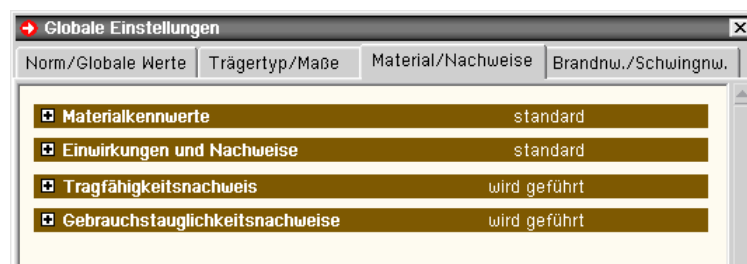 Globale Einstellungen
Norm/Globale Werte Trägertyp/Maße Material/Nachweise Brandnw./Schwingnw.
Materialkennwerte standard
Einwirkungen und Nachweise standard
Tragfähigkeitsnachweis wird geführt
Gebrauchstauglichkeitsnachweise wird geführt